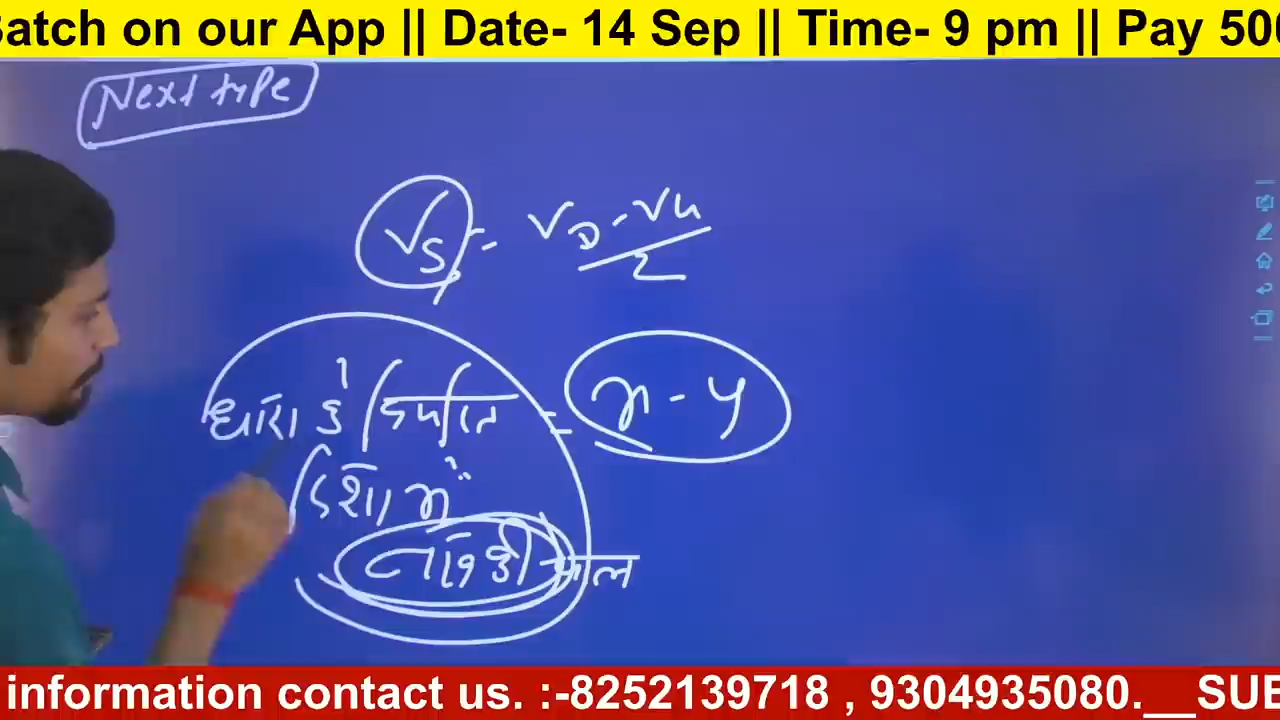 Batch on our App || Date- 14 Sep || Time- 9 pm || Pay 500
Next type
Vs = VD - Vu / 2
धारा के विपरित = x - y
दिशा में
नाव की चाल
information contact us. :-8252139718 , 9304935080.__SUB